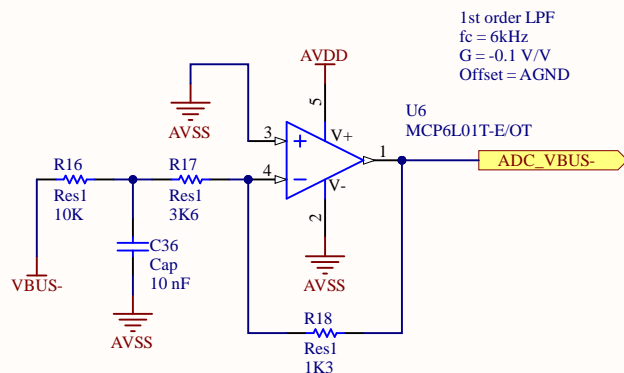 1st order LPF
fc = 6kHz
G = -0.1 V/V
Offset = AGND
AVDD
U6
MCP6L01T-E/OT
AVSS
5
V+
3
1
ADC_VBUS-
4
V-
2
AVSS
R16
Res1
10K
R17
Res1
3K6
C36
Cap
10 nF
VBUS-
AVSS
R18
Res1
1K3